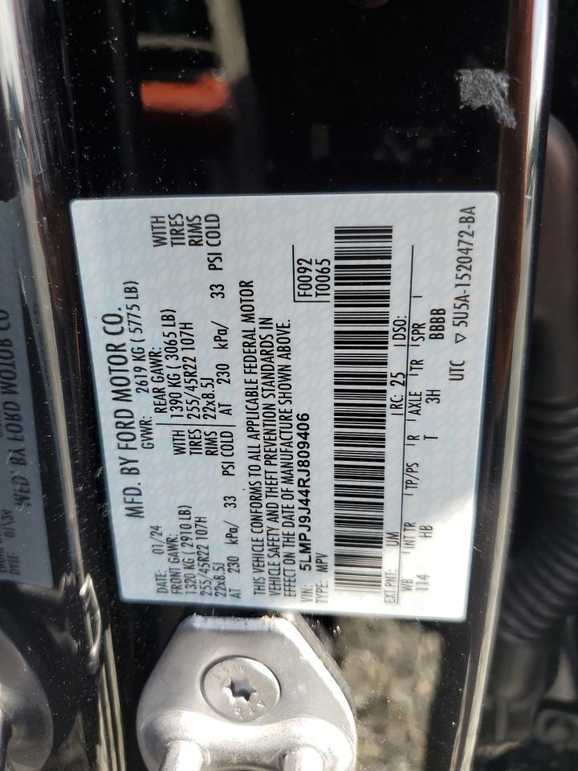 MFD. BY FORD MOTOR CO.
DATE: 01/24 GVWR: 2619 KG ( 5775 LB)
FRONT GAWR: REAR GAWR: WITH
1320 KG ( 2910 LB) WITH 1390 KG ( 3065 LB) TIRES
255/45R22 107H TIRES 255/45R22 107H RIMS
22x8.5J RIMS 22x8.5J
AT 230 kPa/ 33 PSI COLD AT 230 kPa/ 33 PSI COLD
THIS VEHICLE CONFORMS TO ALL APPLICABLE FEDERAL MOTOR
VEHICLE SAFETY AND THEFT PREVENTION STANDARDS IN
EFFECT ON THE DATE OF MANUFACTURE SHOWN ABOVE.
VIN: 5LMPJ9J44RJ809406 F0092
TYPE: MPV T0065
EXT PNT: UM RC: 25 DSO:
WB INT TR TP/PS R AXLE TR SPR
114 HB T 3H BBBB
UTC ▽ 5U5A-1520472-BA